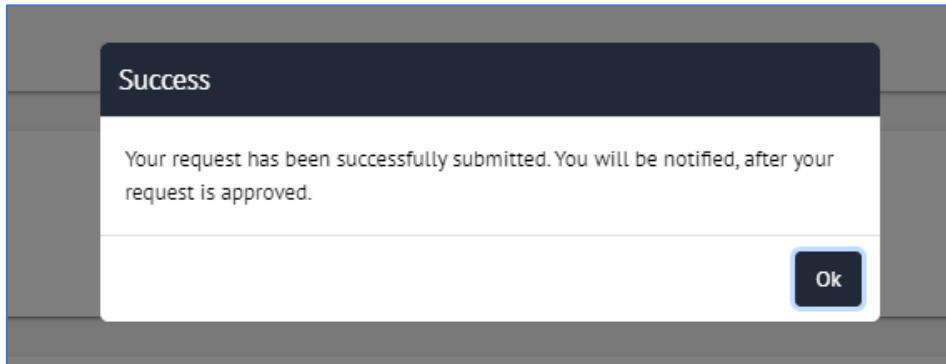 Success
Your request has been successfully submitted. You will be notified, after your
request is approved.
Ok